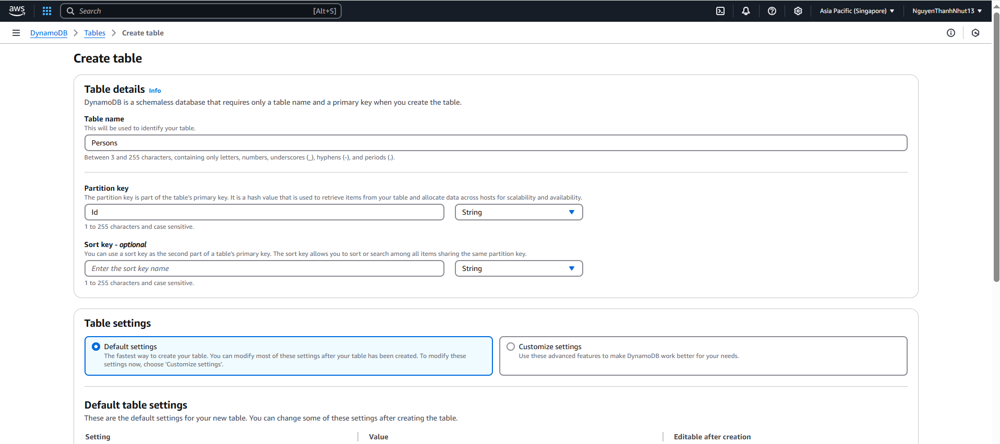 aws
Search [Alt+S]
Asia Pacific (Singapore)
NguyenThanhNhut13
DynamoDB
Tables
Create table
Create table
Table details Info
DynamoDB is a schemaless database that requires only a table name and a primary key when you create the table.
Table name
This will be used to identify your table.
Persons
Between 3 and 255 characters, containing only letters, numbers, underscores (_), hyphens (-), and periods (.).
Partition key
The partition key is part of the table's primary key. It is a hash value that is used to retrieve items from your table and allocate data across hosts for scalability and availability.
Id
String
1 to 255 characters and case sensitive.
Sort key - optional
You can use a sort key as the second part of a table's primary key. The sort key allows you to sort or search among all items sharing the same partition key.
Enter the sort key name
String
1 to 255 characters and case sensitive.
Table settings
Default settings
The fastest way to create your table. You can modify most of these settings after your table has been created. To modify these
settings now, choose 'Customize settings'.
Customize settings
Use these advanced features to make DynamoDB work better for your needs.
Default table settings
These are the default settings for your new table. You can change some of these settings after creating the table.
Setting
Value
Editable after creation